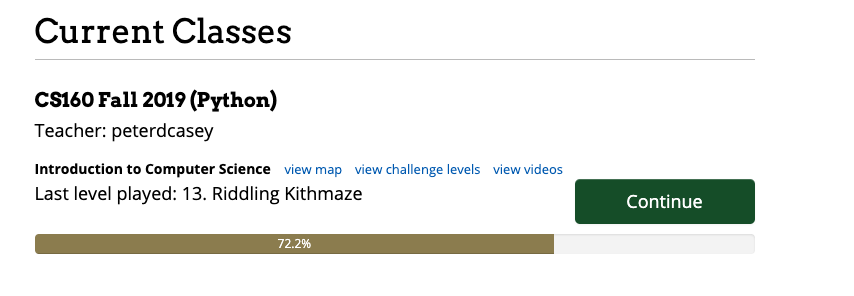 Current Classes
CS160 Fall 2019 (Python)
Teacher: peterdcasey
Introduction to Computer Science view map view challenge levels view videos
Last level played: 13. Riddling Kithmaze
Continue
72.2%